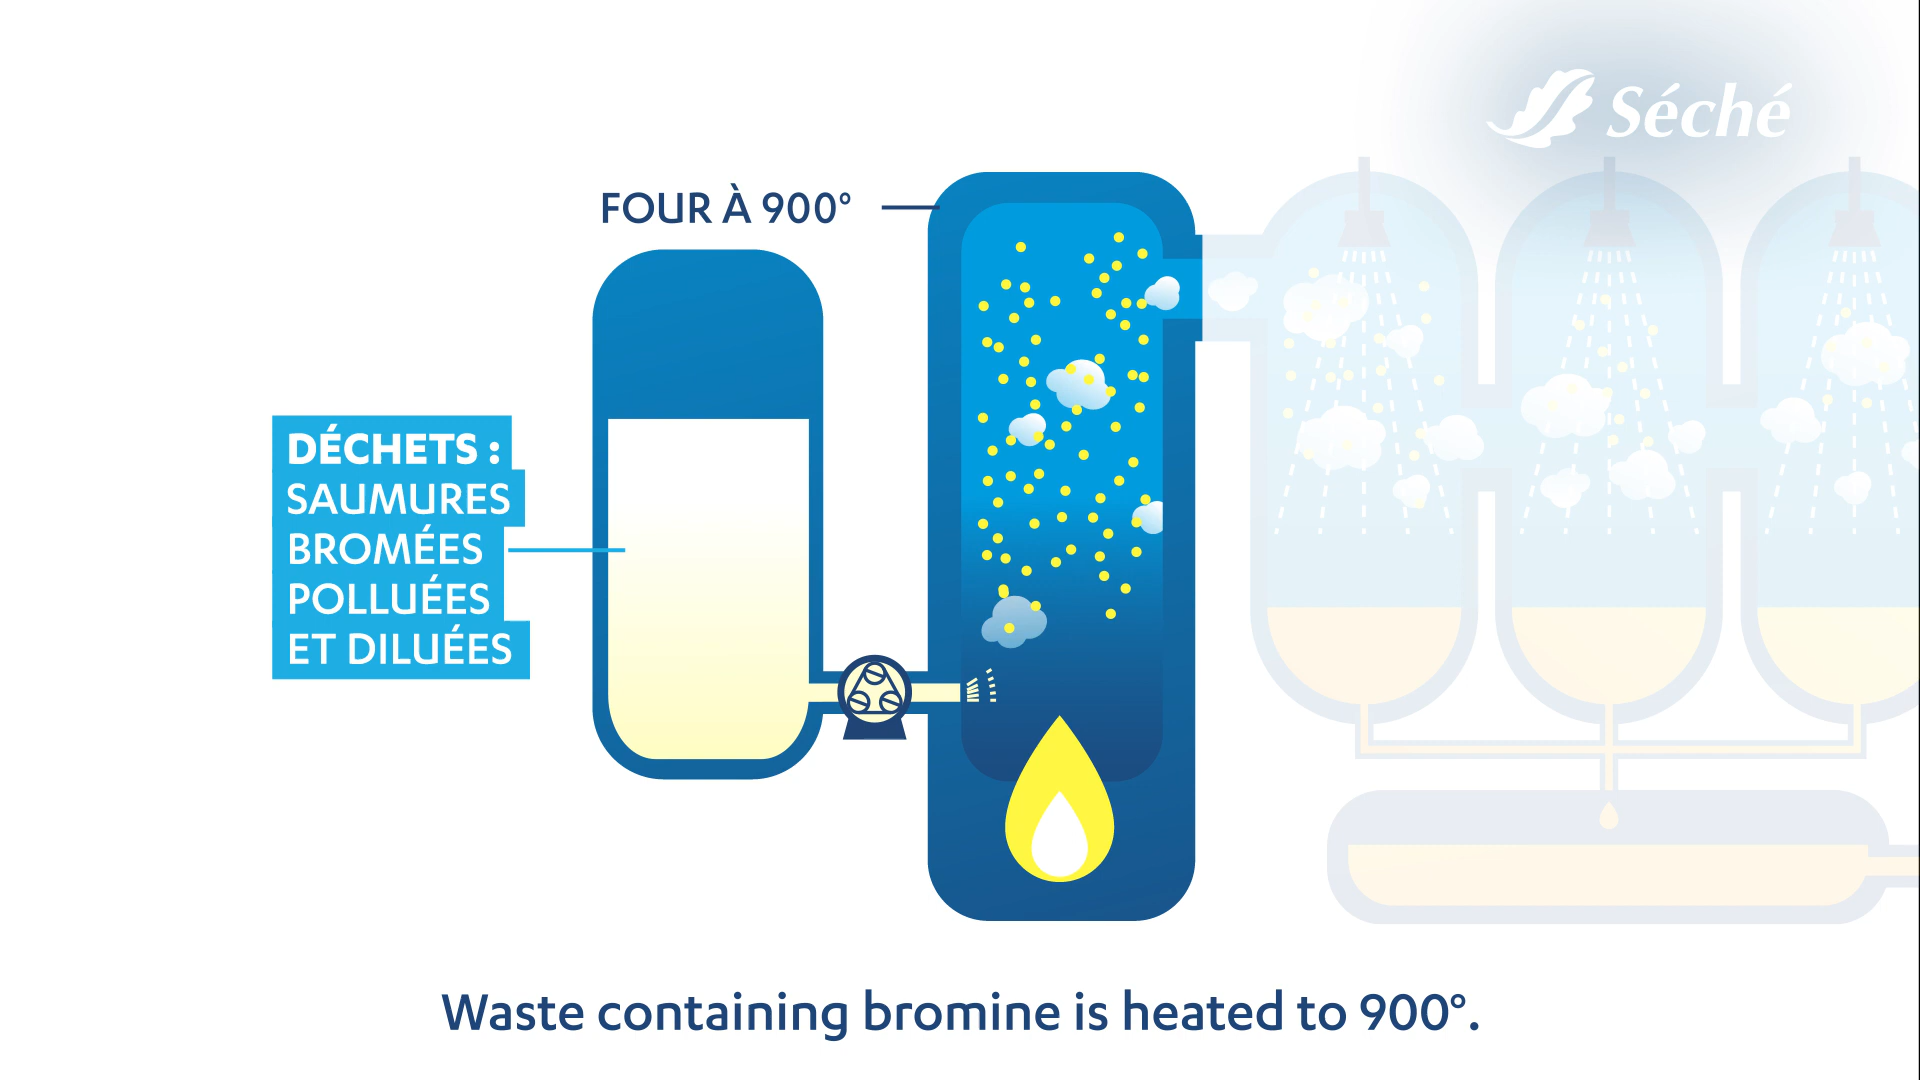 Séché
FOUR À 900°
DÉCHETS :
SAUMURES
BROMÉES
POLLUÉES
ET DILUÉES
Waste containing bromine is heated to 900°.